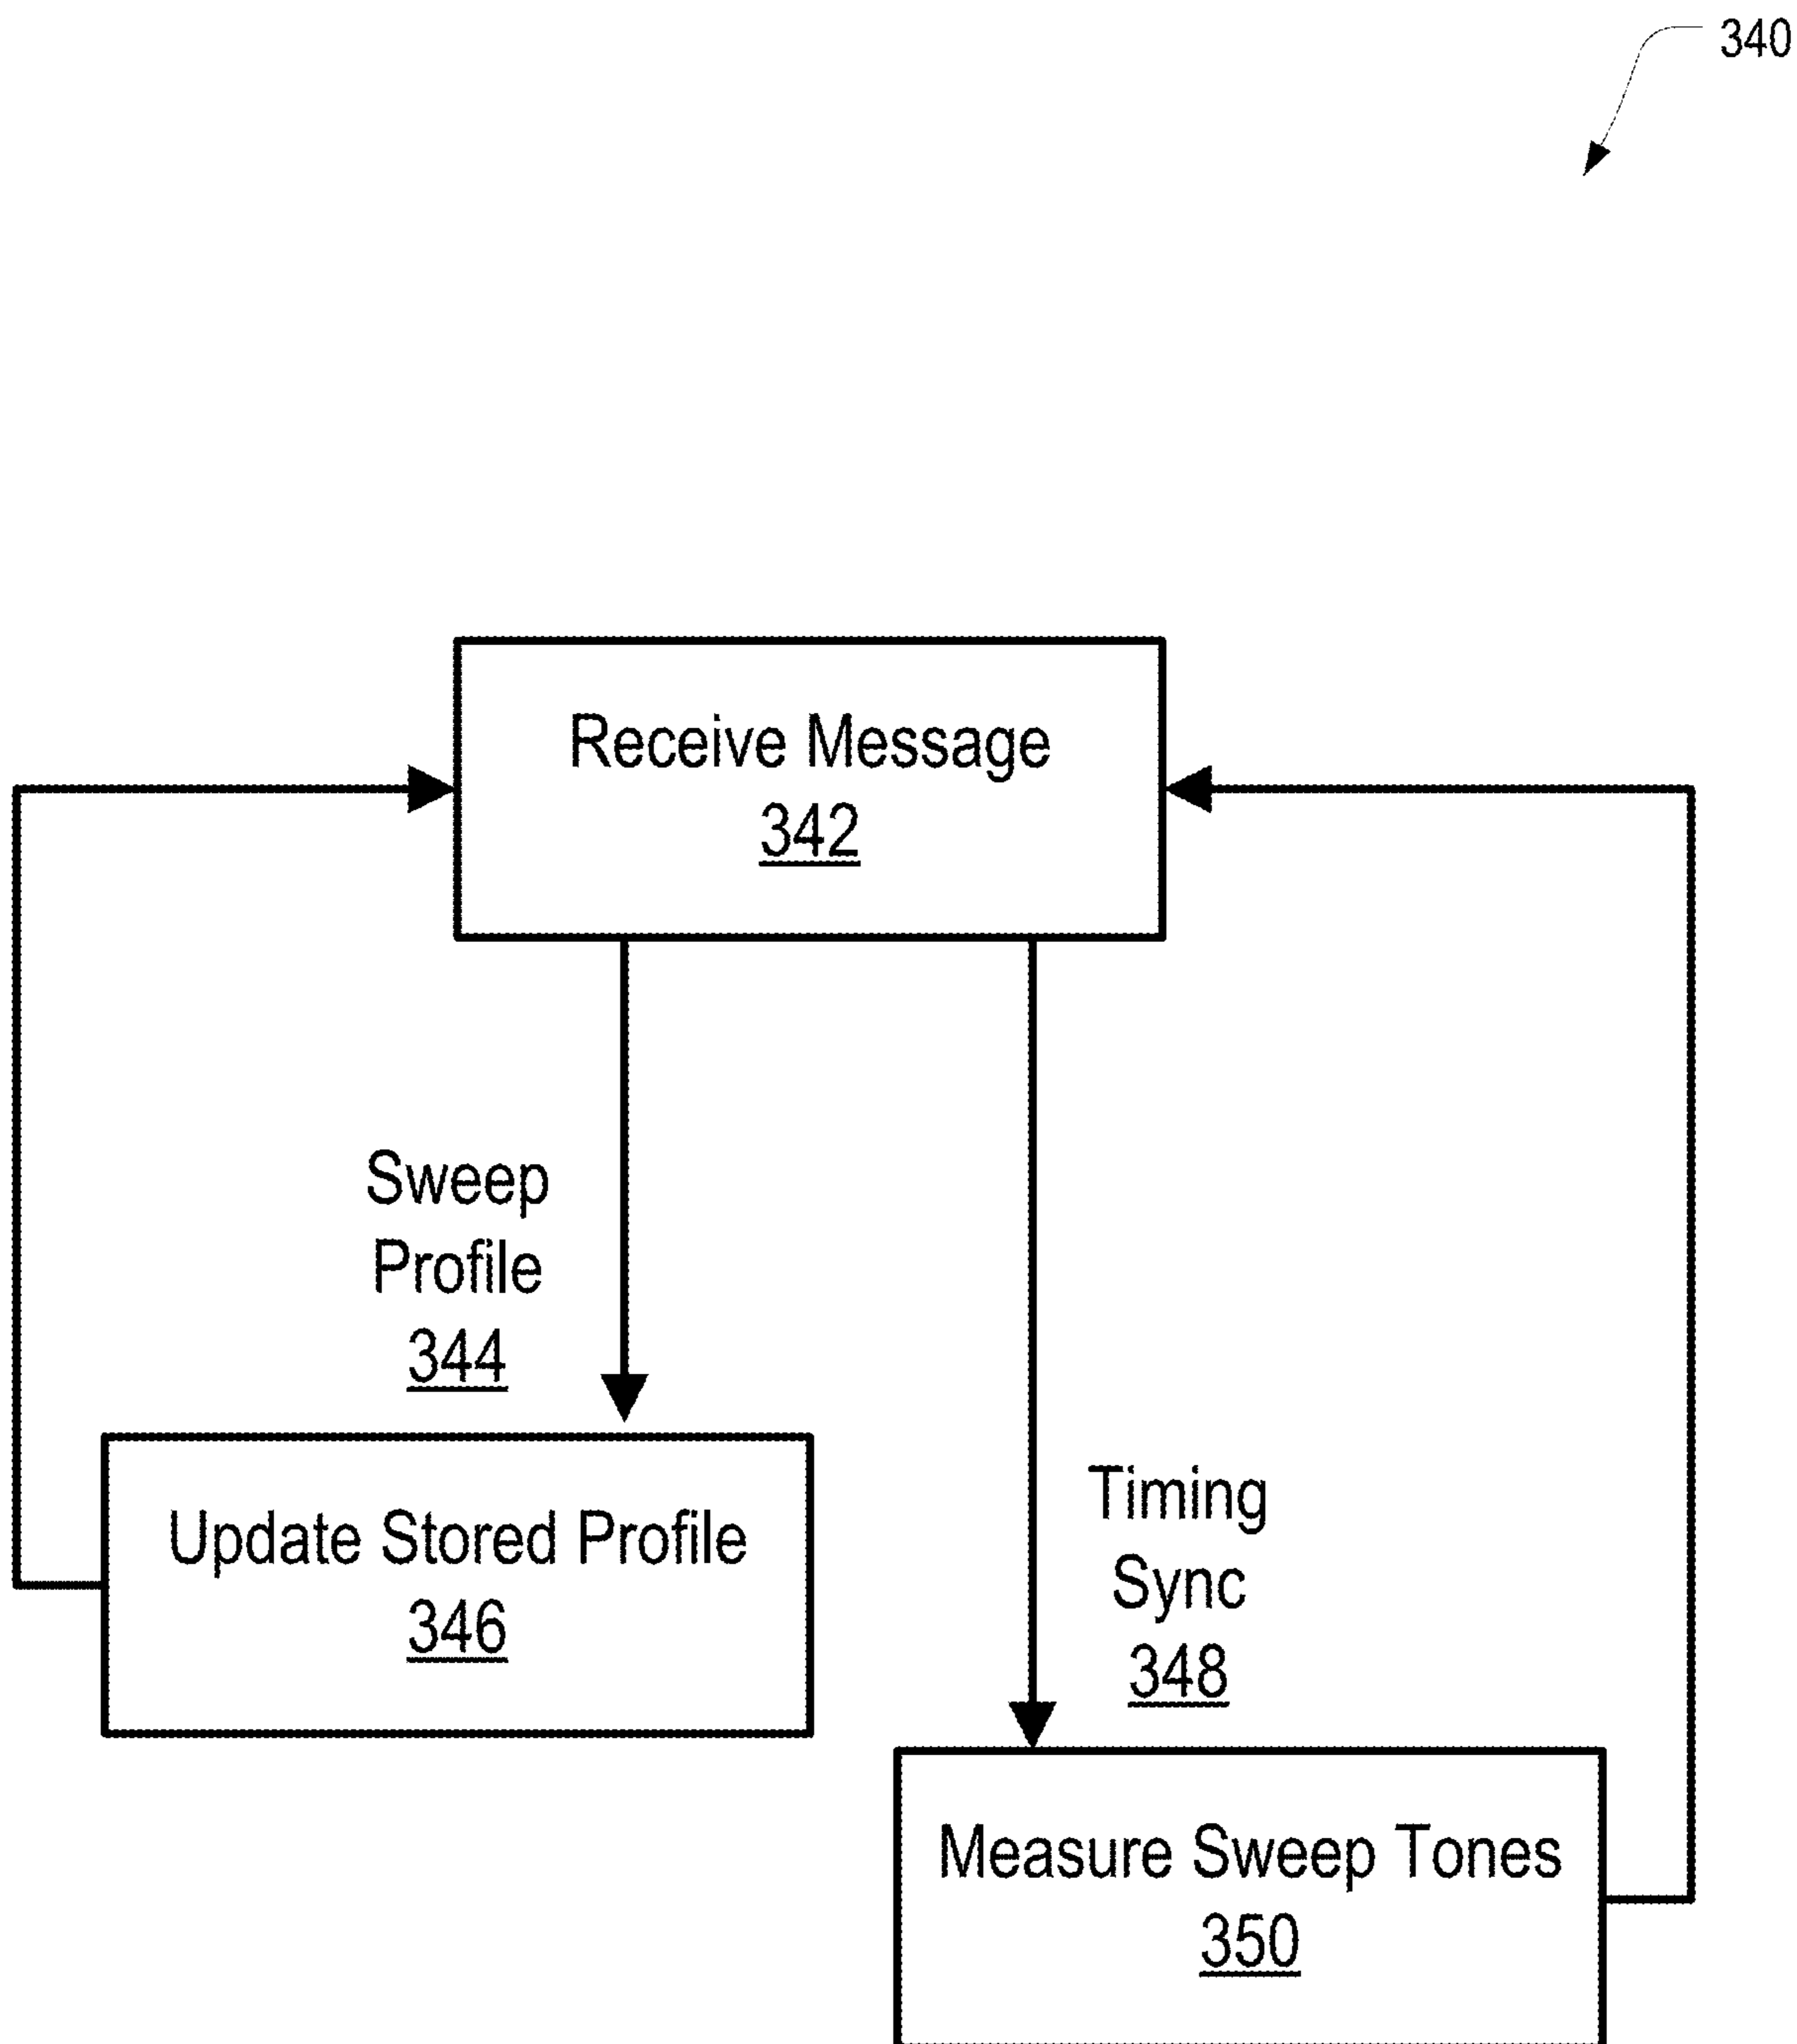 340
Receive Message
342
Sweep
Profile
344
Update Stored Profile
346
Timing
Sync
348
Measure Sweep Tones
350